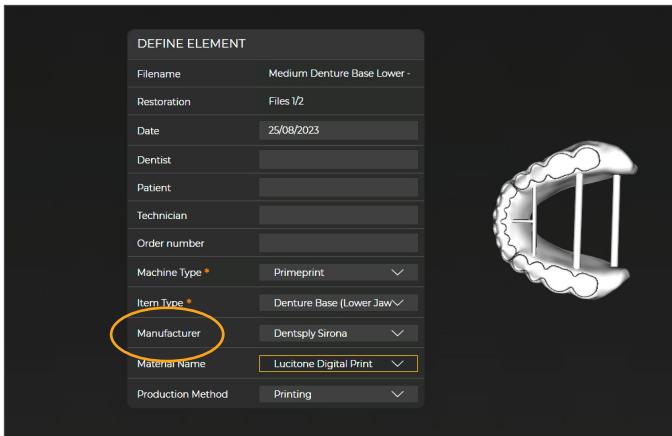 DEFINE ELEMENT
Filename Medium Denture Base Lower -
Restoration Files 1/2
Date 25/08/2023
Dentist
Patient
Technician
Order number
Machine Type * Primeprint
Item Type * Denture Base (Lower Jaw
Manufacturer Dentsply Sirona
Material Name Lucitone Digital Print
Production Method Printing